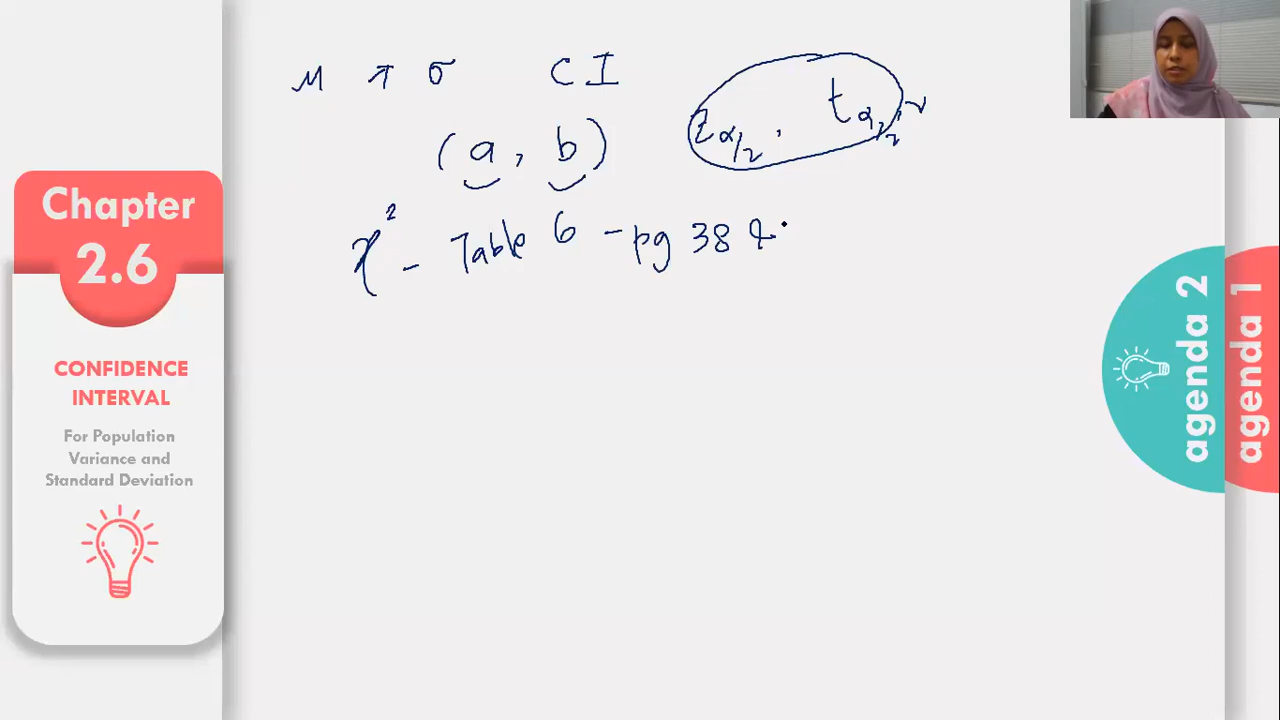 Chapter
2.6
CONFIDENCE
INTERVAL
For Population
Variance and
Standard Deviation
μ π σ CI
(a, b)
z α/2 , t α/2, ν
χ² - Table 6 - pg 38 &
agenda 2
agenda 1